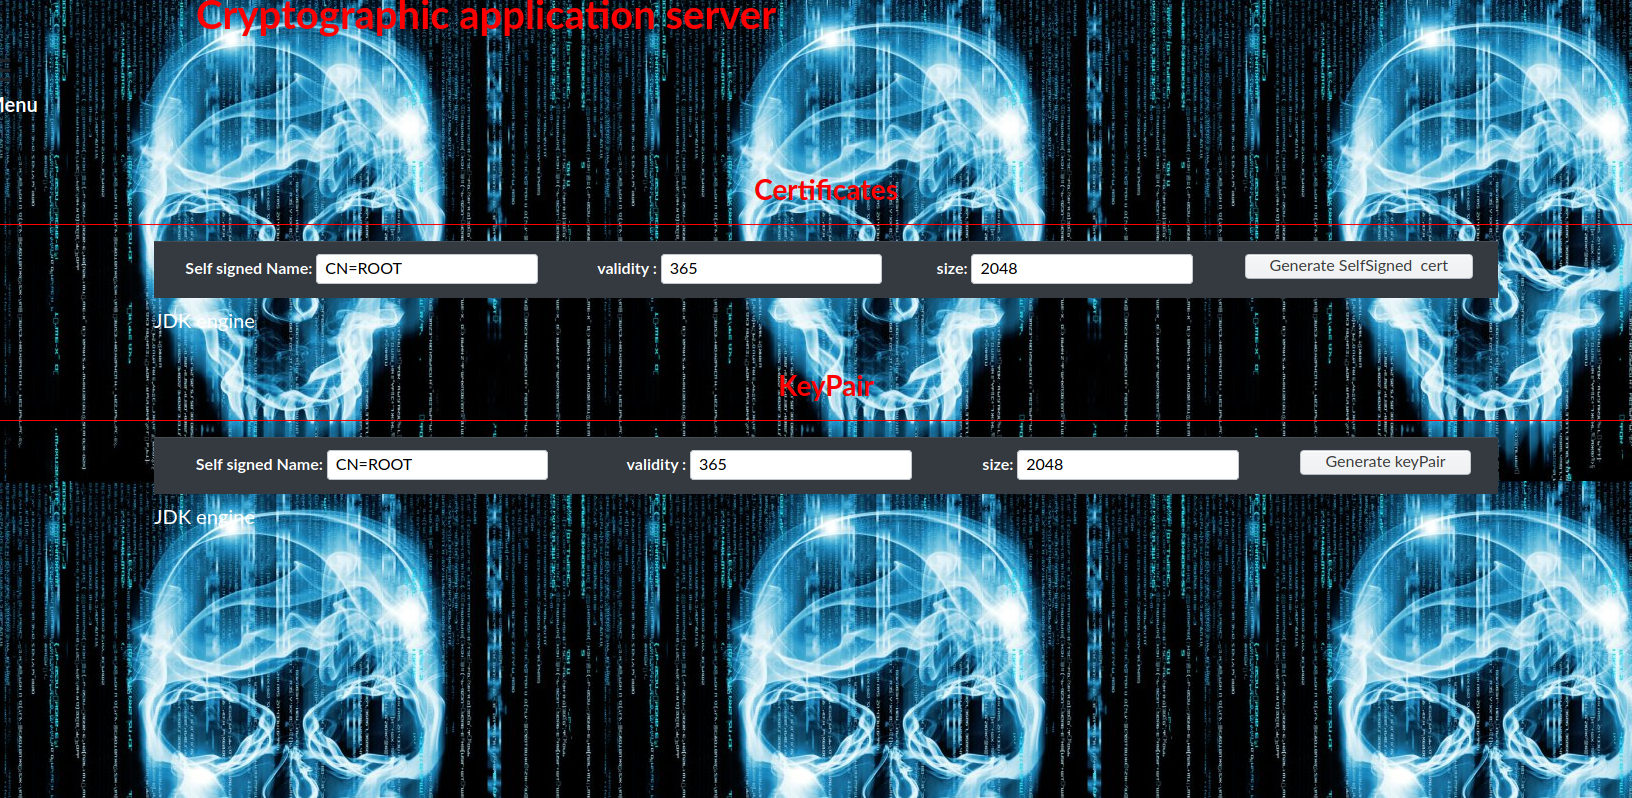 Cryptographic application server
Menu
Certificates
Self signed Name: CN=ROOT validity : 365 size: 2048 Generate SelfSigned cert
JDK engine
KeyPair
Self signed Name: CN=ROOT validity : 365 size: 2048 Generate keyPair
JDK engine